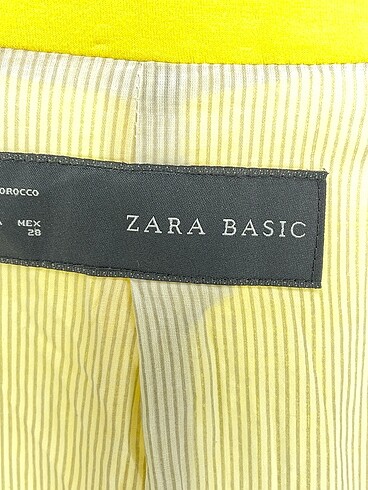 OROCCO
MEX
28
ZARA BASIC